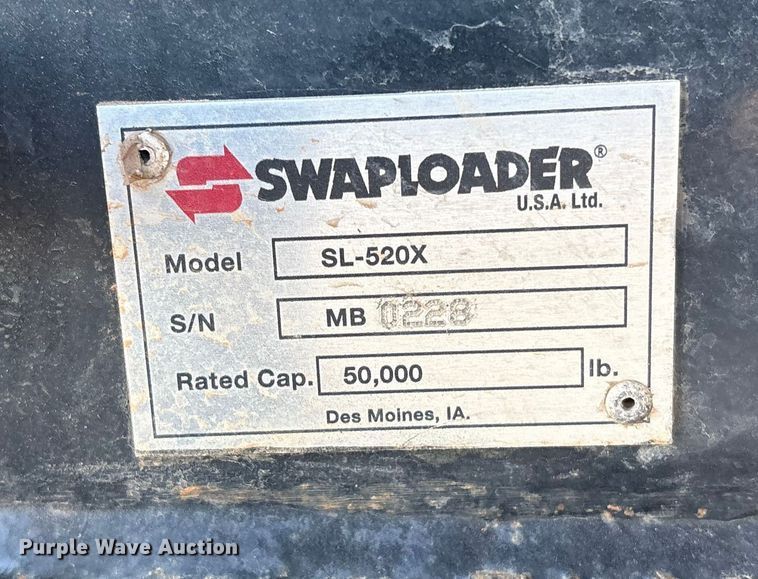 SWAPLOADER®
U.S.A. Ltd.
Model SL-520X
S/N MB 0228
Rated Cap. 50,000 lb.
Des Moines, IA.
Purple Wave Auction